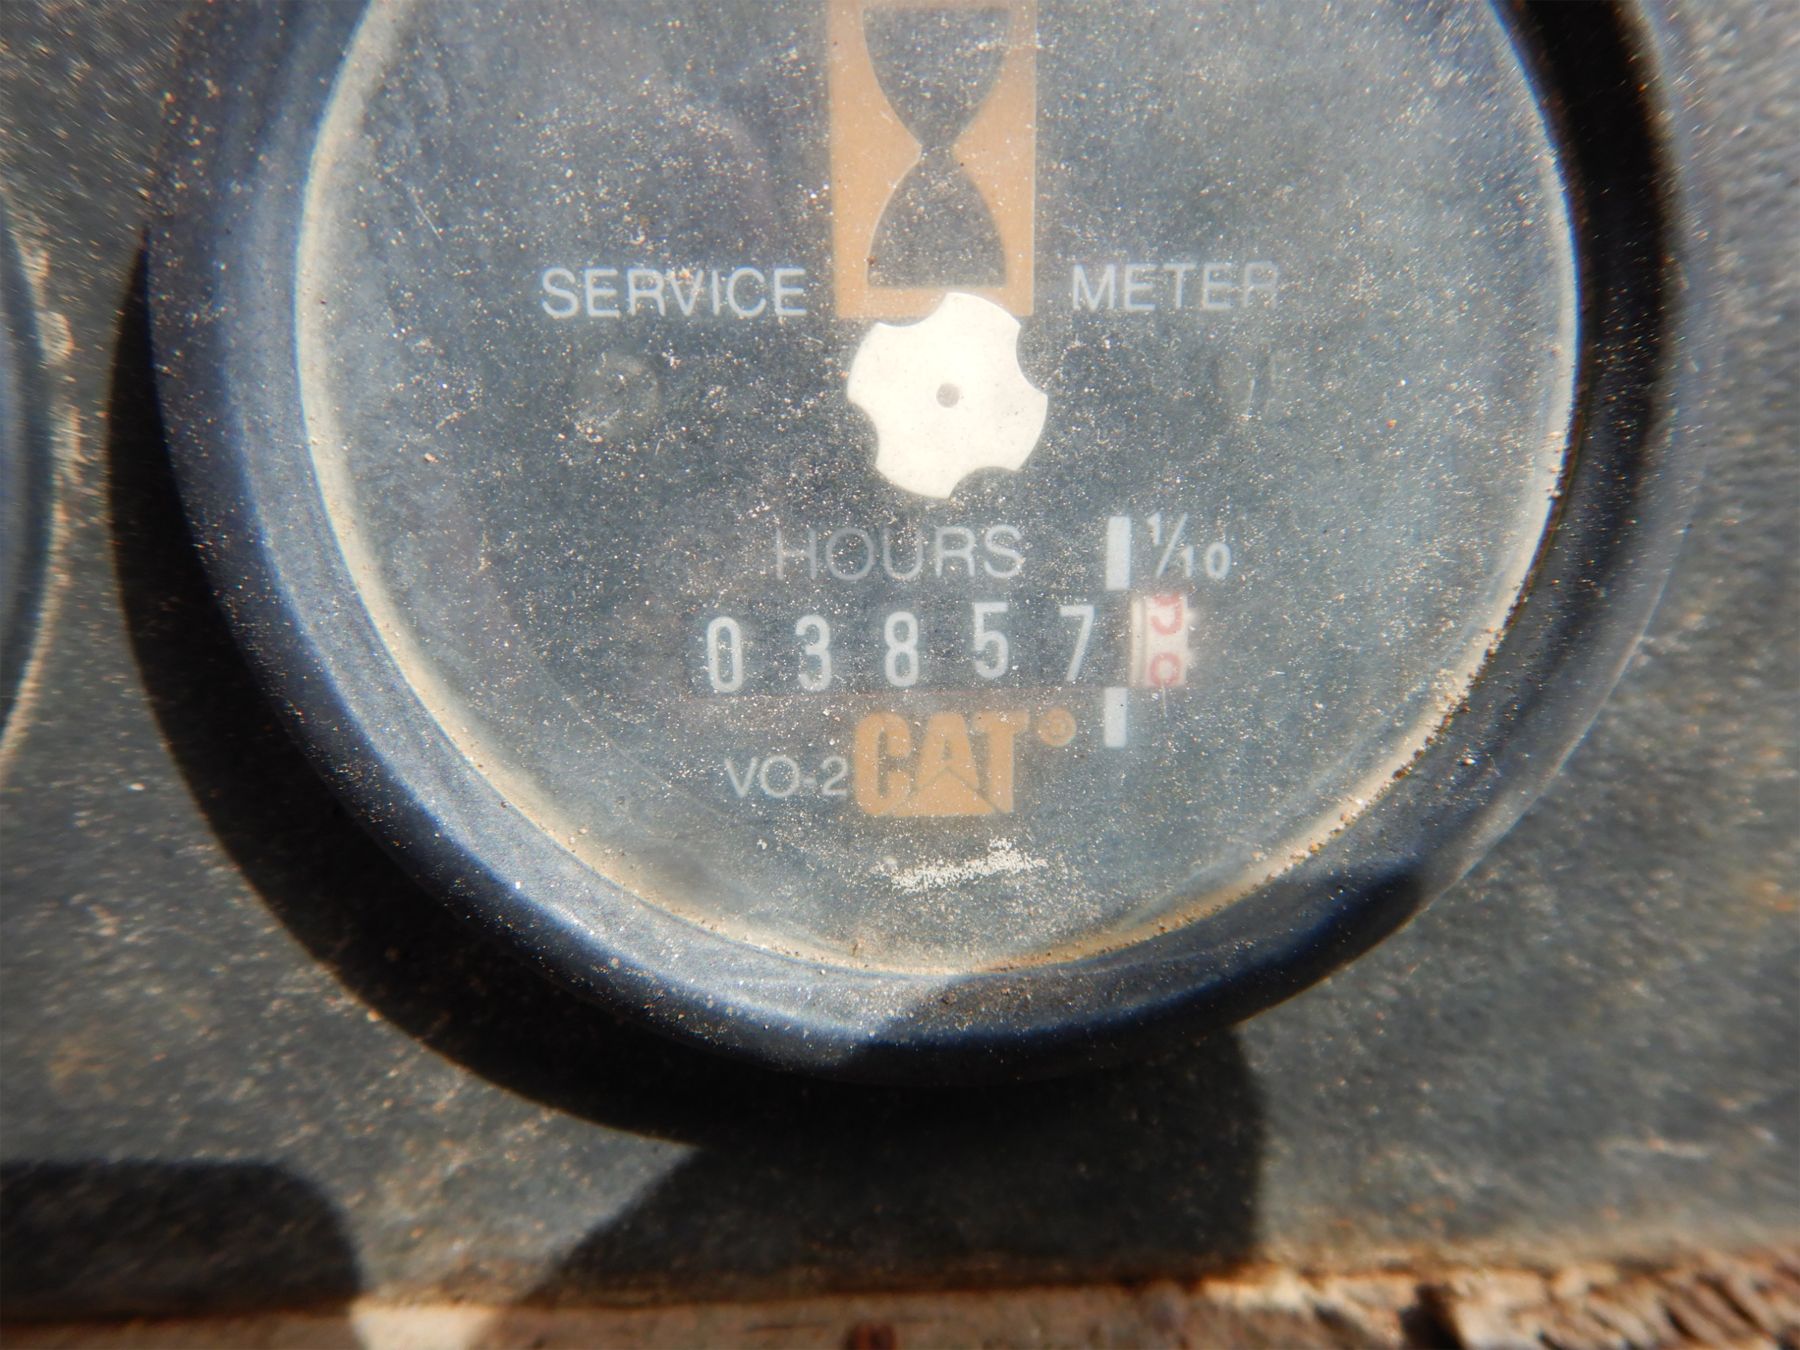 SERVICE METER
HOURS 1/10
03857
VO-2 CAT®